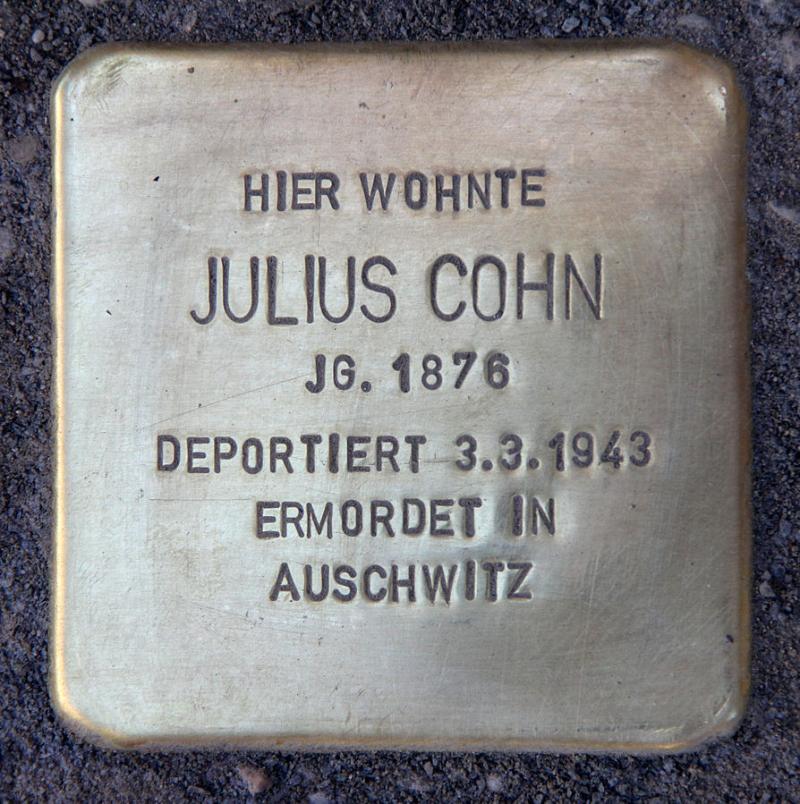 HIER WOHNTE
JULIUS COHN
JG. 1876
DEPORTIERT 3.3.1943
ERMORDET IN
AUSCHWITZ